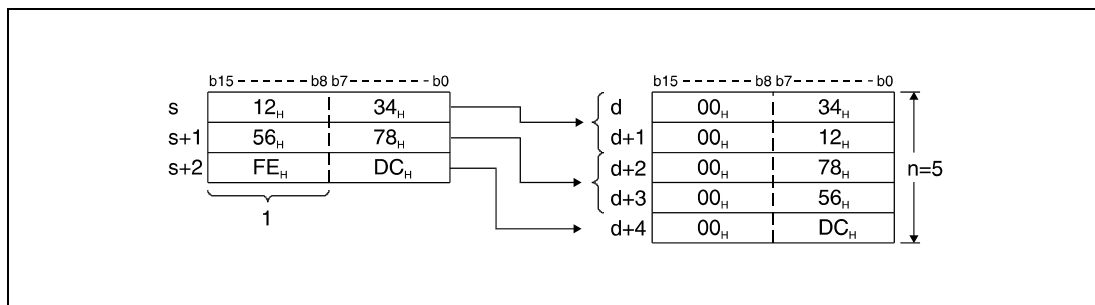 b15 ------ b8 b7 ------ b0 b15 ------ b8 b7 ------ b0
s 12H 34H d 00H 34H
s+1 56H 78H d+1 00H 12H
s+2 FEH DCH d+2 00H 78H n=5
d+3 00H 56H
1
d+4 00H DCH